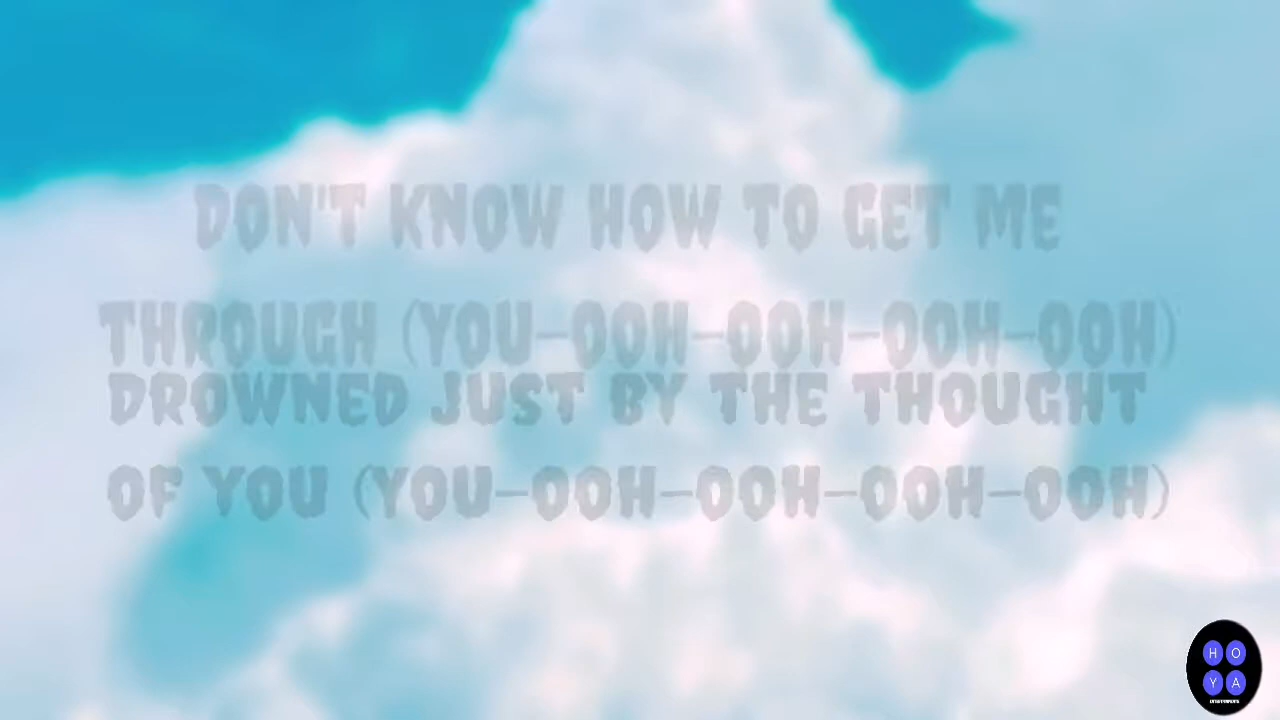 DON'T KNOW HOW TO GET ME
THROUGH (YOU-OOH-OOH-OOH-OOH)
DROWNED JUST BY THE THOUGHT
OF YOU (YOU-OOH-OOH-OOH-OOH)
H O
Y A